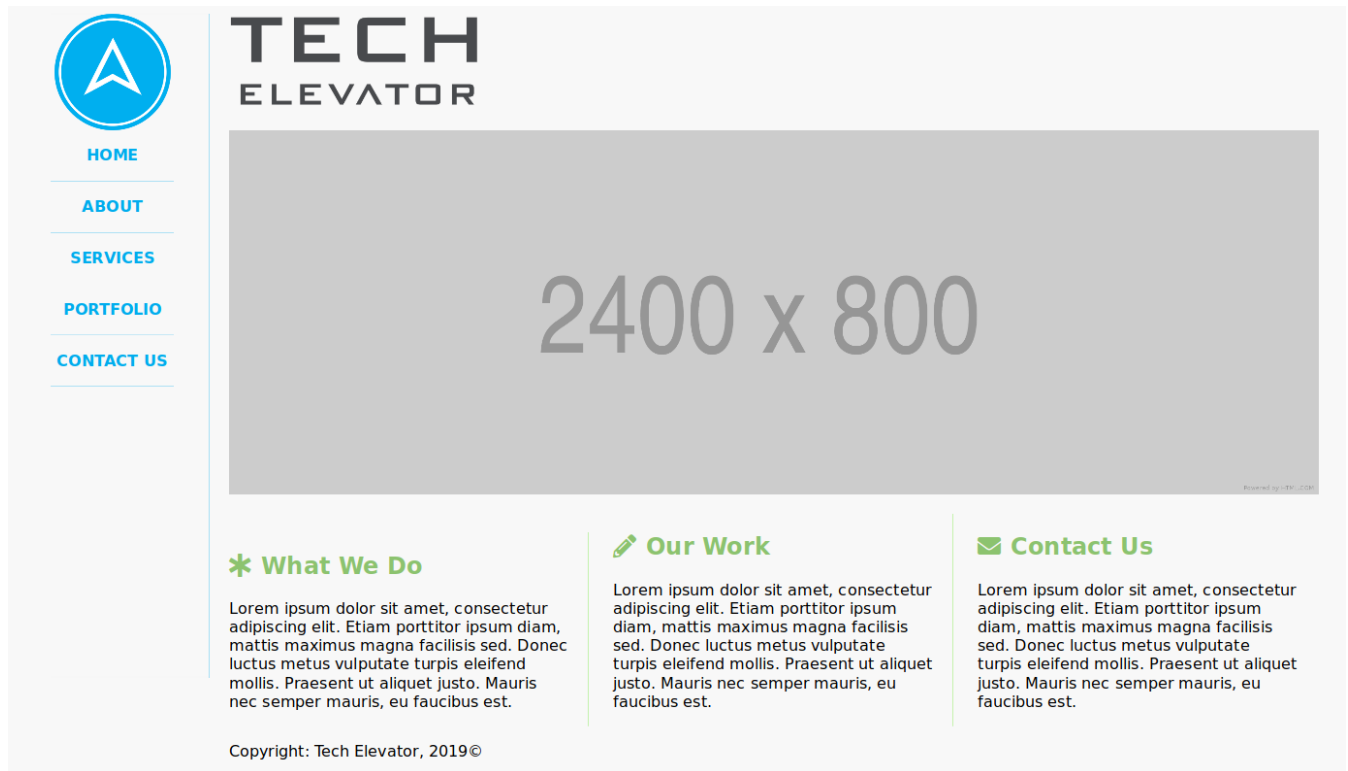 TECH
ELEVATOR
HOME
ABOUT
SERVICES
PORTFOLIO
CONTACT US
2400 x 800
Powered by
What We Do
Lorem ipsum dolor sit amet, consectetur
adipiscing elit. Etiam porttitor ipsum diam,
mattis maximus magna facilisis sed. Donec
luctus metus vulputate turpis eleifend
mollis. Praesent ut aliquet justo. Mauris
nec semper mauris, eu faucibus est.
Our Work
Lorem ipsum dolor sit amet, consectetur
adipiscing elit. Etiam porttitor ipsum
diam, mattis maximus magna facilisis
sed. Donec luctus metus vulputate
turpis eleifend mollis. Praesent ut aliquet
justo. Mauris nec semper mauris, eu
faucibus est.
Contact Us
Lorem ipsum dolor sit amet, consectetur
adipiscing elit. Etiam porttitor ipsum
diam, mattis maximus magna facilisis
sed. Donec luctus metus vulputate
turpis eleifend mollis. Praesent ut aliquet
justo. Mauris nec semper mauris, eu
faucibus est.
Copyright: Tech Elevator, 2019©